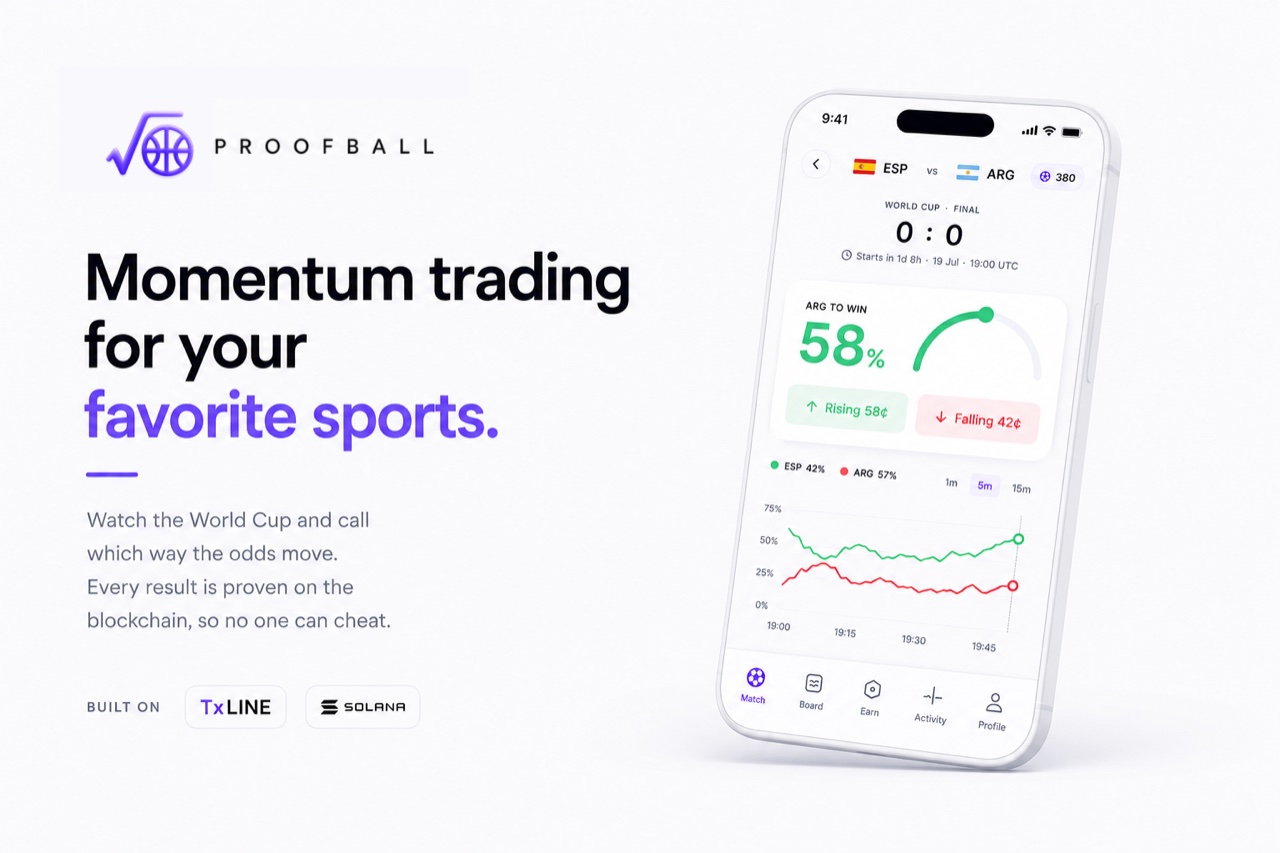 PROOFBALL
Momentum trading
for your
favorite sports.
Watch the World Cup and call
which way the odds move.
Every result is proven on the
blockchain, so no one can cheat.
BUILT ON
TxLINE
SOLANA
9:41
ESP vs ARG
380
WORLD CUP · FINAL
0 : 0
Starts in 1d 8h · 19 Jul · 19:00 UTC
ARG TO WIN
58%
↑ Rising 58¢
↓ Falling 42¢
ESP 42% ARG 57%
1m 5m 15m
75%
50%
25%
0%
19:00 19:15 19:30 19:45
Match Board Earn Activity Profile